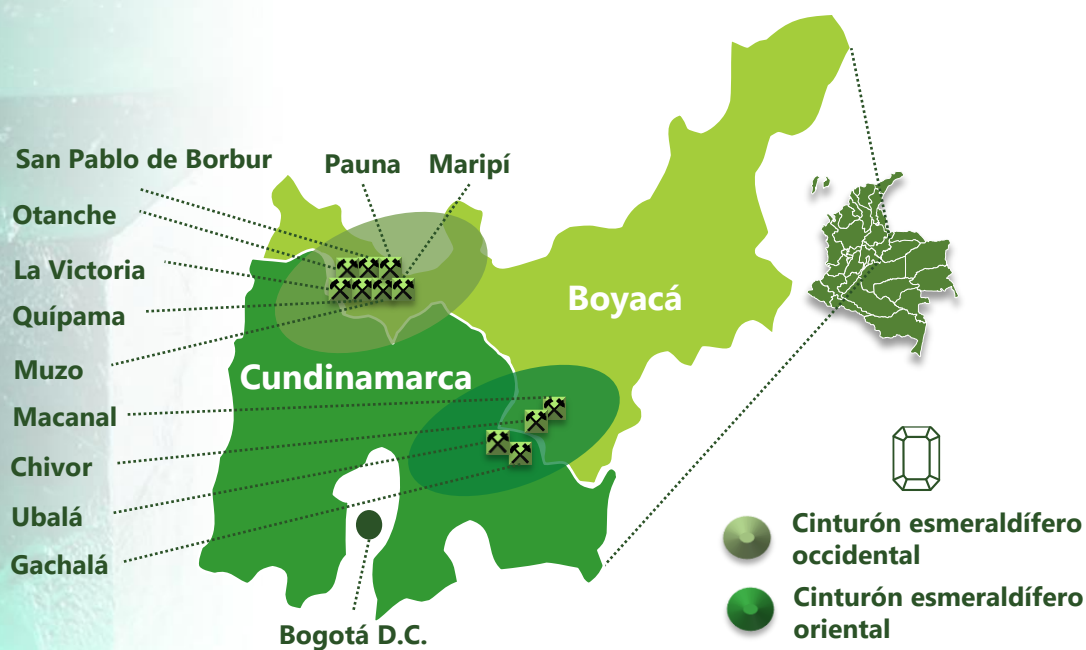 San Pablo de Borbur
Pauna
Maripí
Otanche
La Victoria
Quípama
Muzo
Macanal
Chivor
Ubalá
Gachalá
Bogotá D.C.
Boyacá
Cundinamarca
Cinturón esmeraldífero
occidental
Cinturón esmeraldífero
oriental